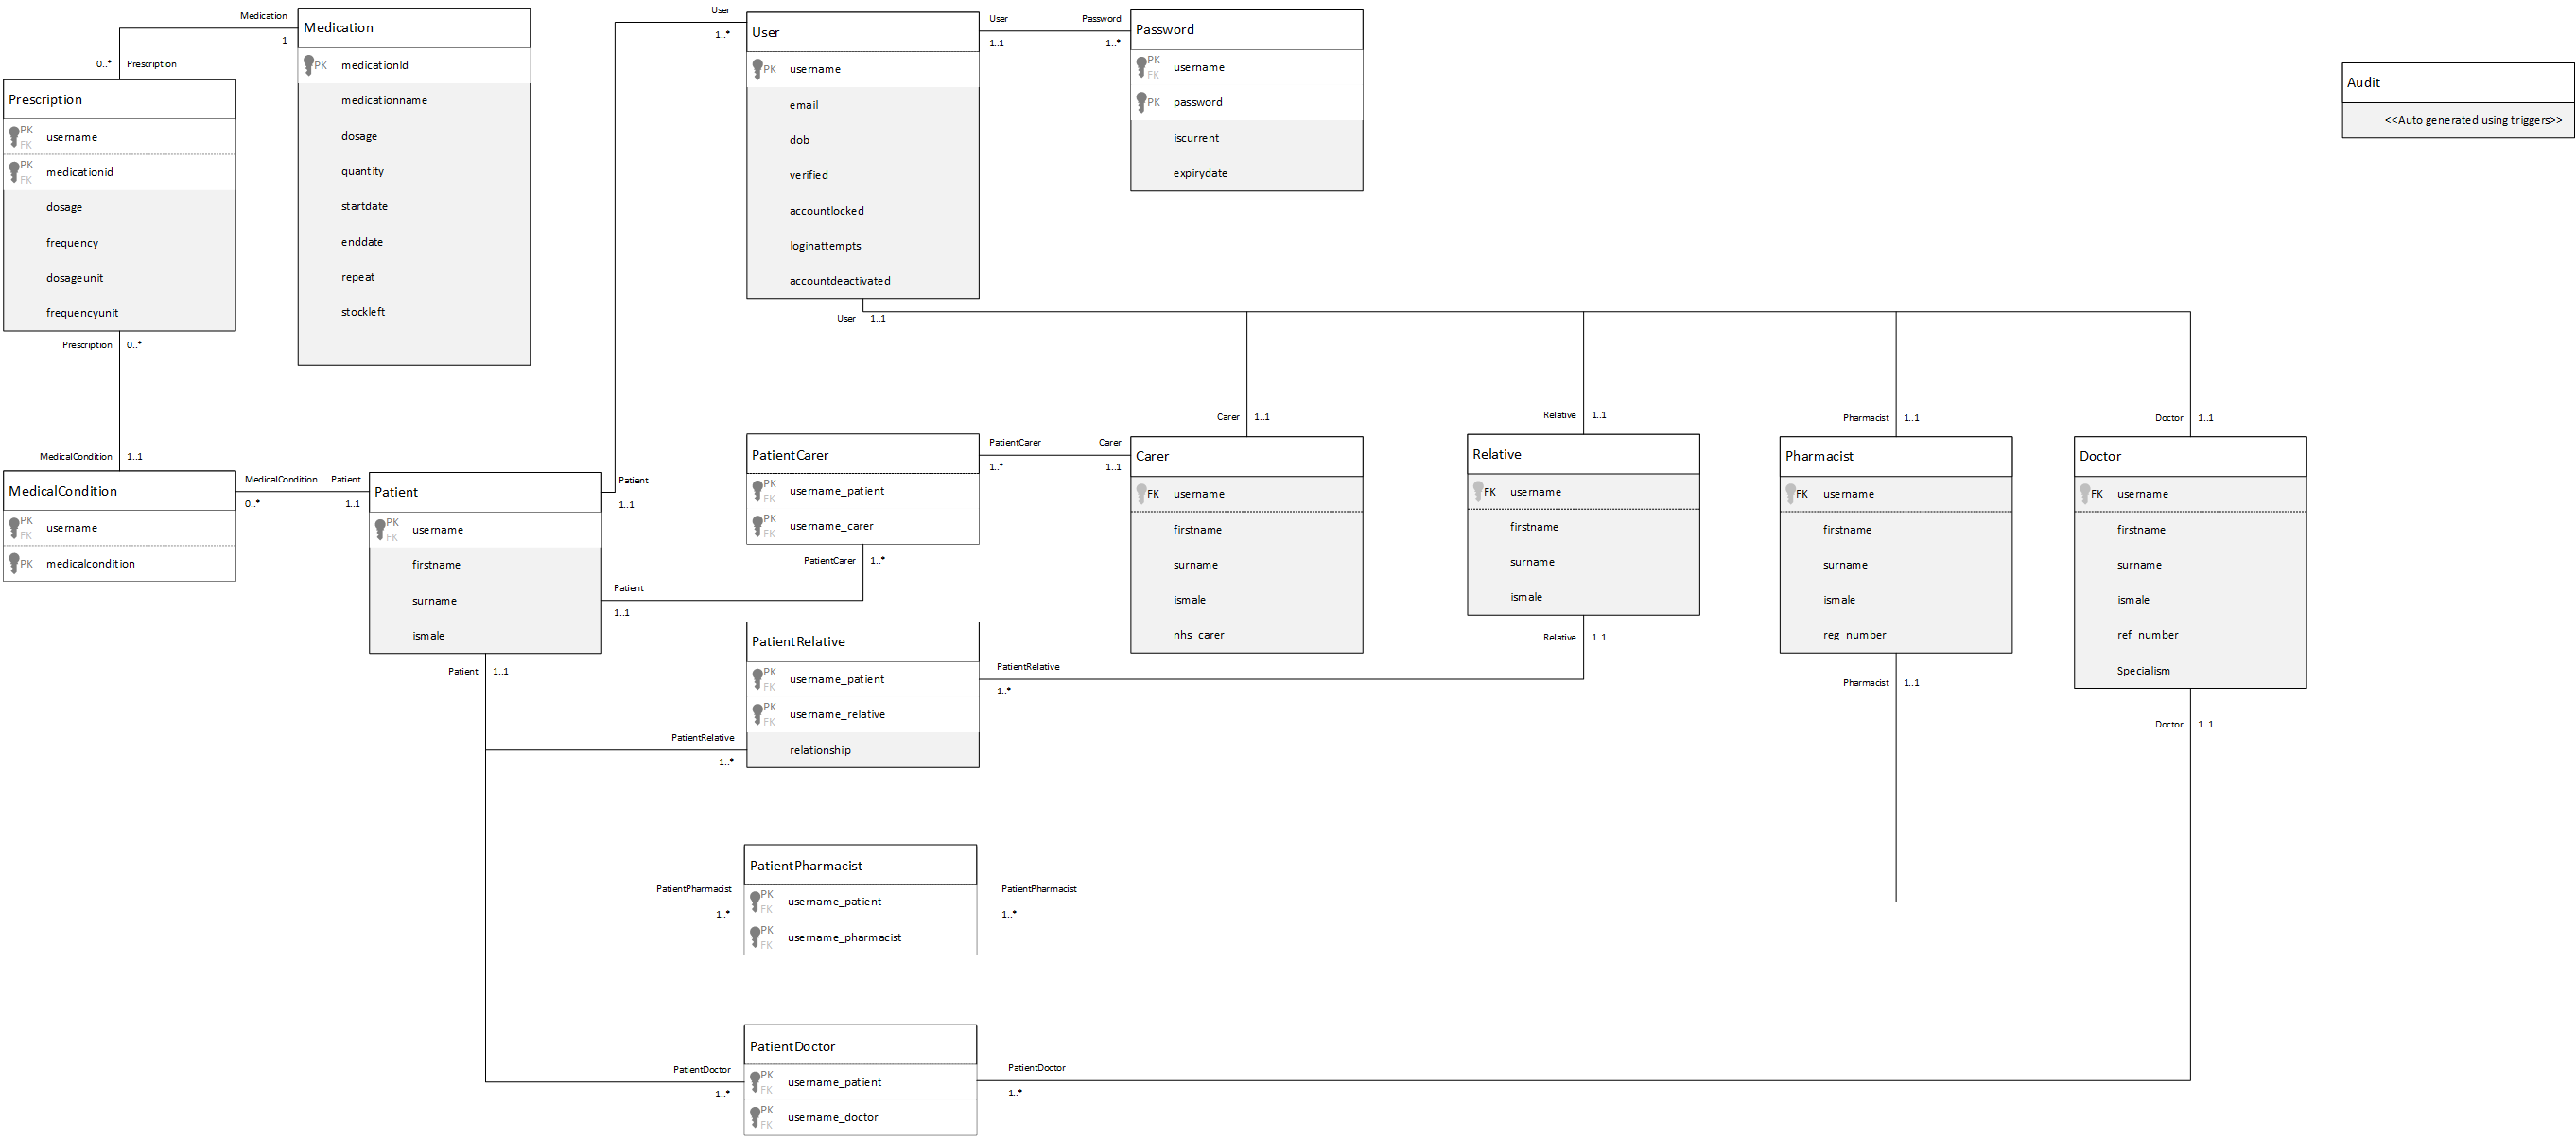 Medication
1
0..*
Prescription
Medication
PK
medicationId
medicationname
dosage
quantity
startdate
enddate
repeat
stockleft
Prescription
PK
FK
username
PK
FK
medicationid
dosage
frequency
dosageunit
frequencyunit
Prescription
0..*
MedicalCondition
1..1
MedicalCondition
PK
FK
username
PK
medicalcondition
MedicalCondition
0..*
Patient
1..1
Patient
PK
FK
username
firstname
surname
ismale
User
1..*
Patient
1..1
User
PK
username
email
dob
verified
accountlocked
loginattempts
accountdeactivated
User
1..1
Password
1..*
Password
PK
FK
username
PK
password
iscurrent
expirydate
Audit
<<Auto generated using triggers>>
User
1..1
Carer
1..1
Relative
1..1
Pharmacist
1..1
Doctor
1..1
PatientCarer
PK
FK
username_patient
PK
FK
username_carer
PatientCarer
1..*
Carer
1..1
PatientCarer
1..*
Patient
1..1
Carer
FK
username
firstname
surname
ismale
nhs_carer
Relative
FK
username
firstname
surname
ismale
Relative
1..1
Pharmacist
FK
username
firstname
surname
ismale
reg_number
Pharmacist
1..1
Doctor
FK
username
firstname
surname
ismale
ref_number
Specialism
Doctor
1..1
Patient
1..1
PatientRelative
PK
FK
username_patient
PK
FK
username_relative
relationship
PatientRelative
1..*
PatientRelative
1..*
PatientPharmacist
PK
FK
username_patient
PK
FK
username_pharmacist
PatientPharmacist
1..*
PatientPharmacist
1..*
PatientDoctor
PK
FK
username_patient
PK
FK
username_doctor
PatientDoctor
1..*
PatientDoctor
1..*